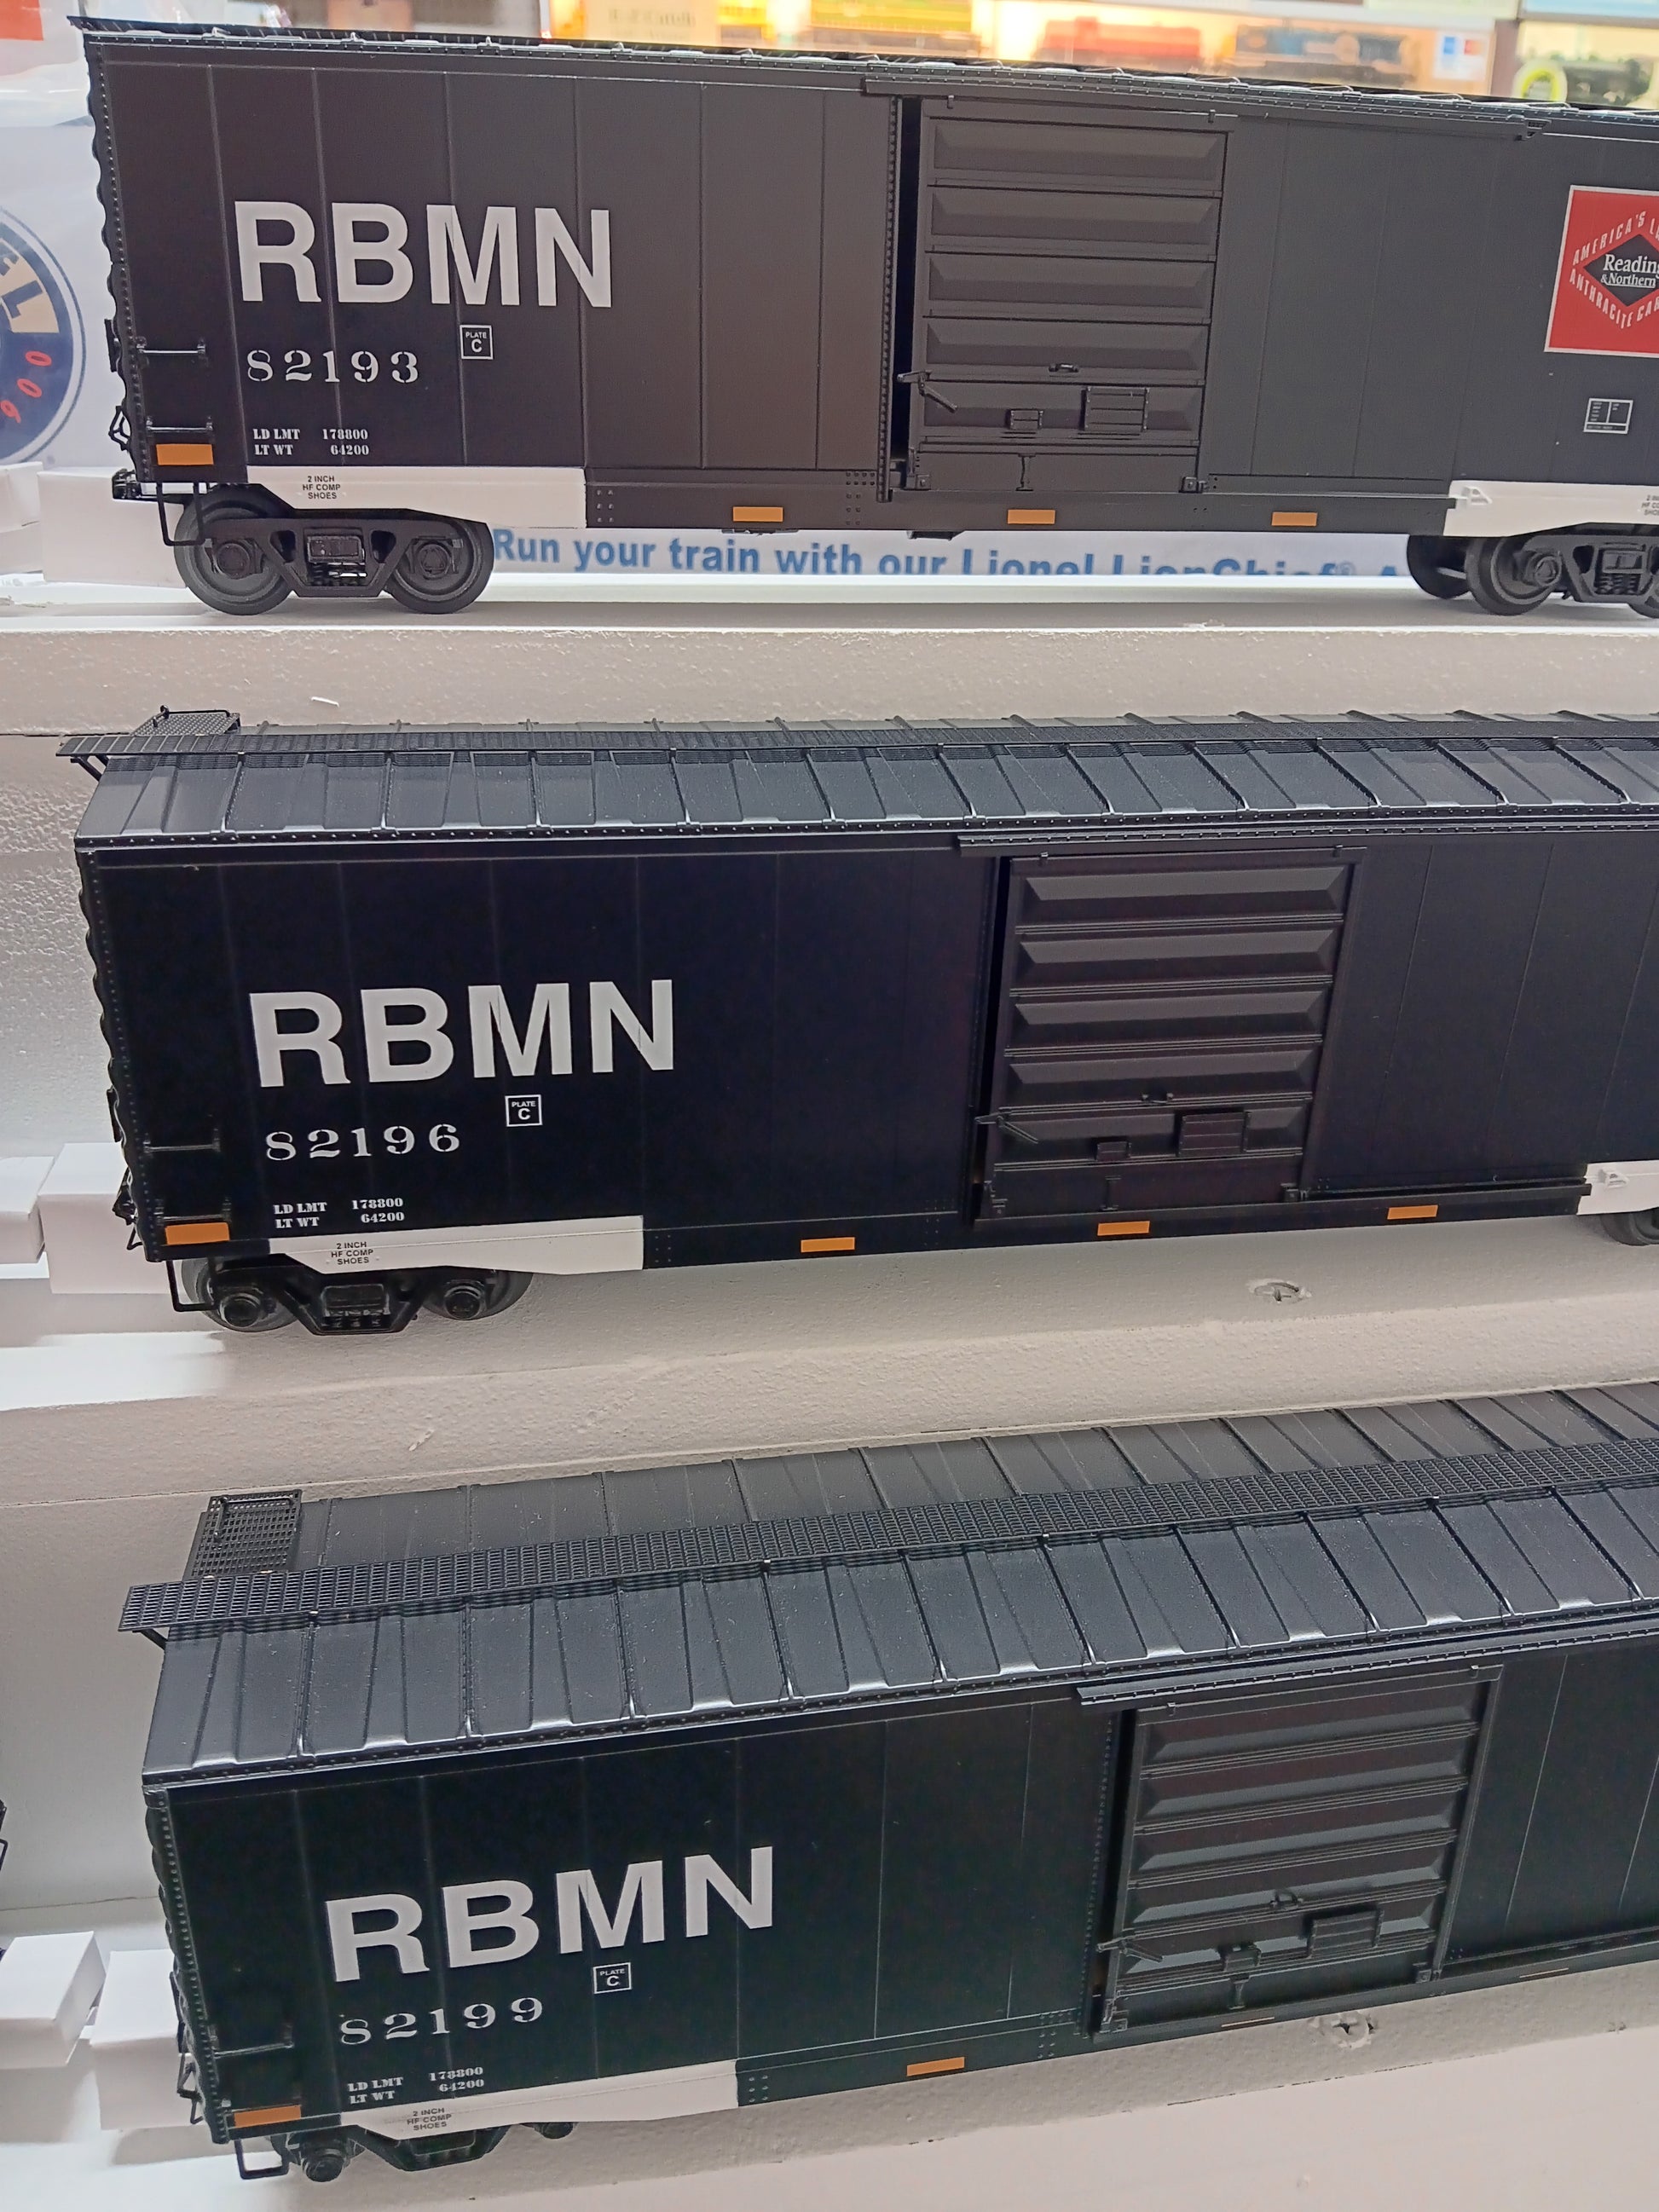 RBMN
PLATE
C
82193
LD LMT 178800
LT WT 64200
2 INCH
HF COMP
SHOES
AMERICA'S
Reading
& Northern
ANTHRACITE
Run your train with our Lionel LionChief®
RBMN
PLATE
C
82196
LD LMT 178800
LT WT 64200
2 INCH
HF COMP
SHOES
RBMN
PLATE
C
82199
LD LMT 178800
LT WT 64200
2 INCH
HF COMP
SHOES